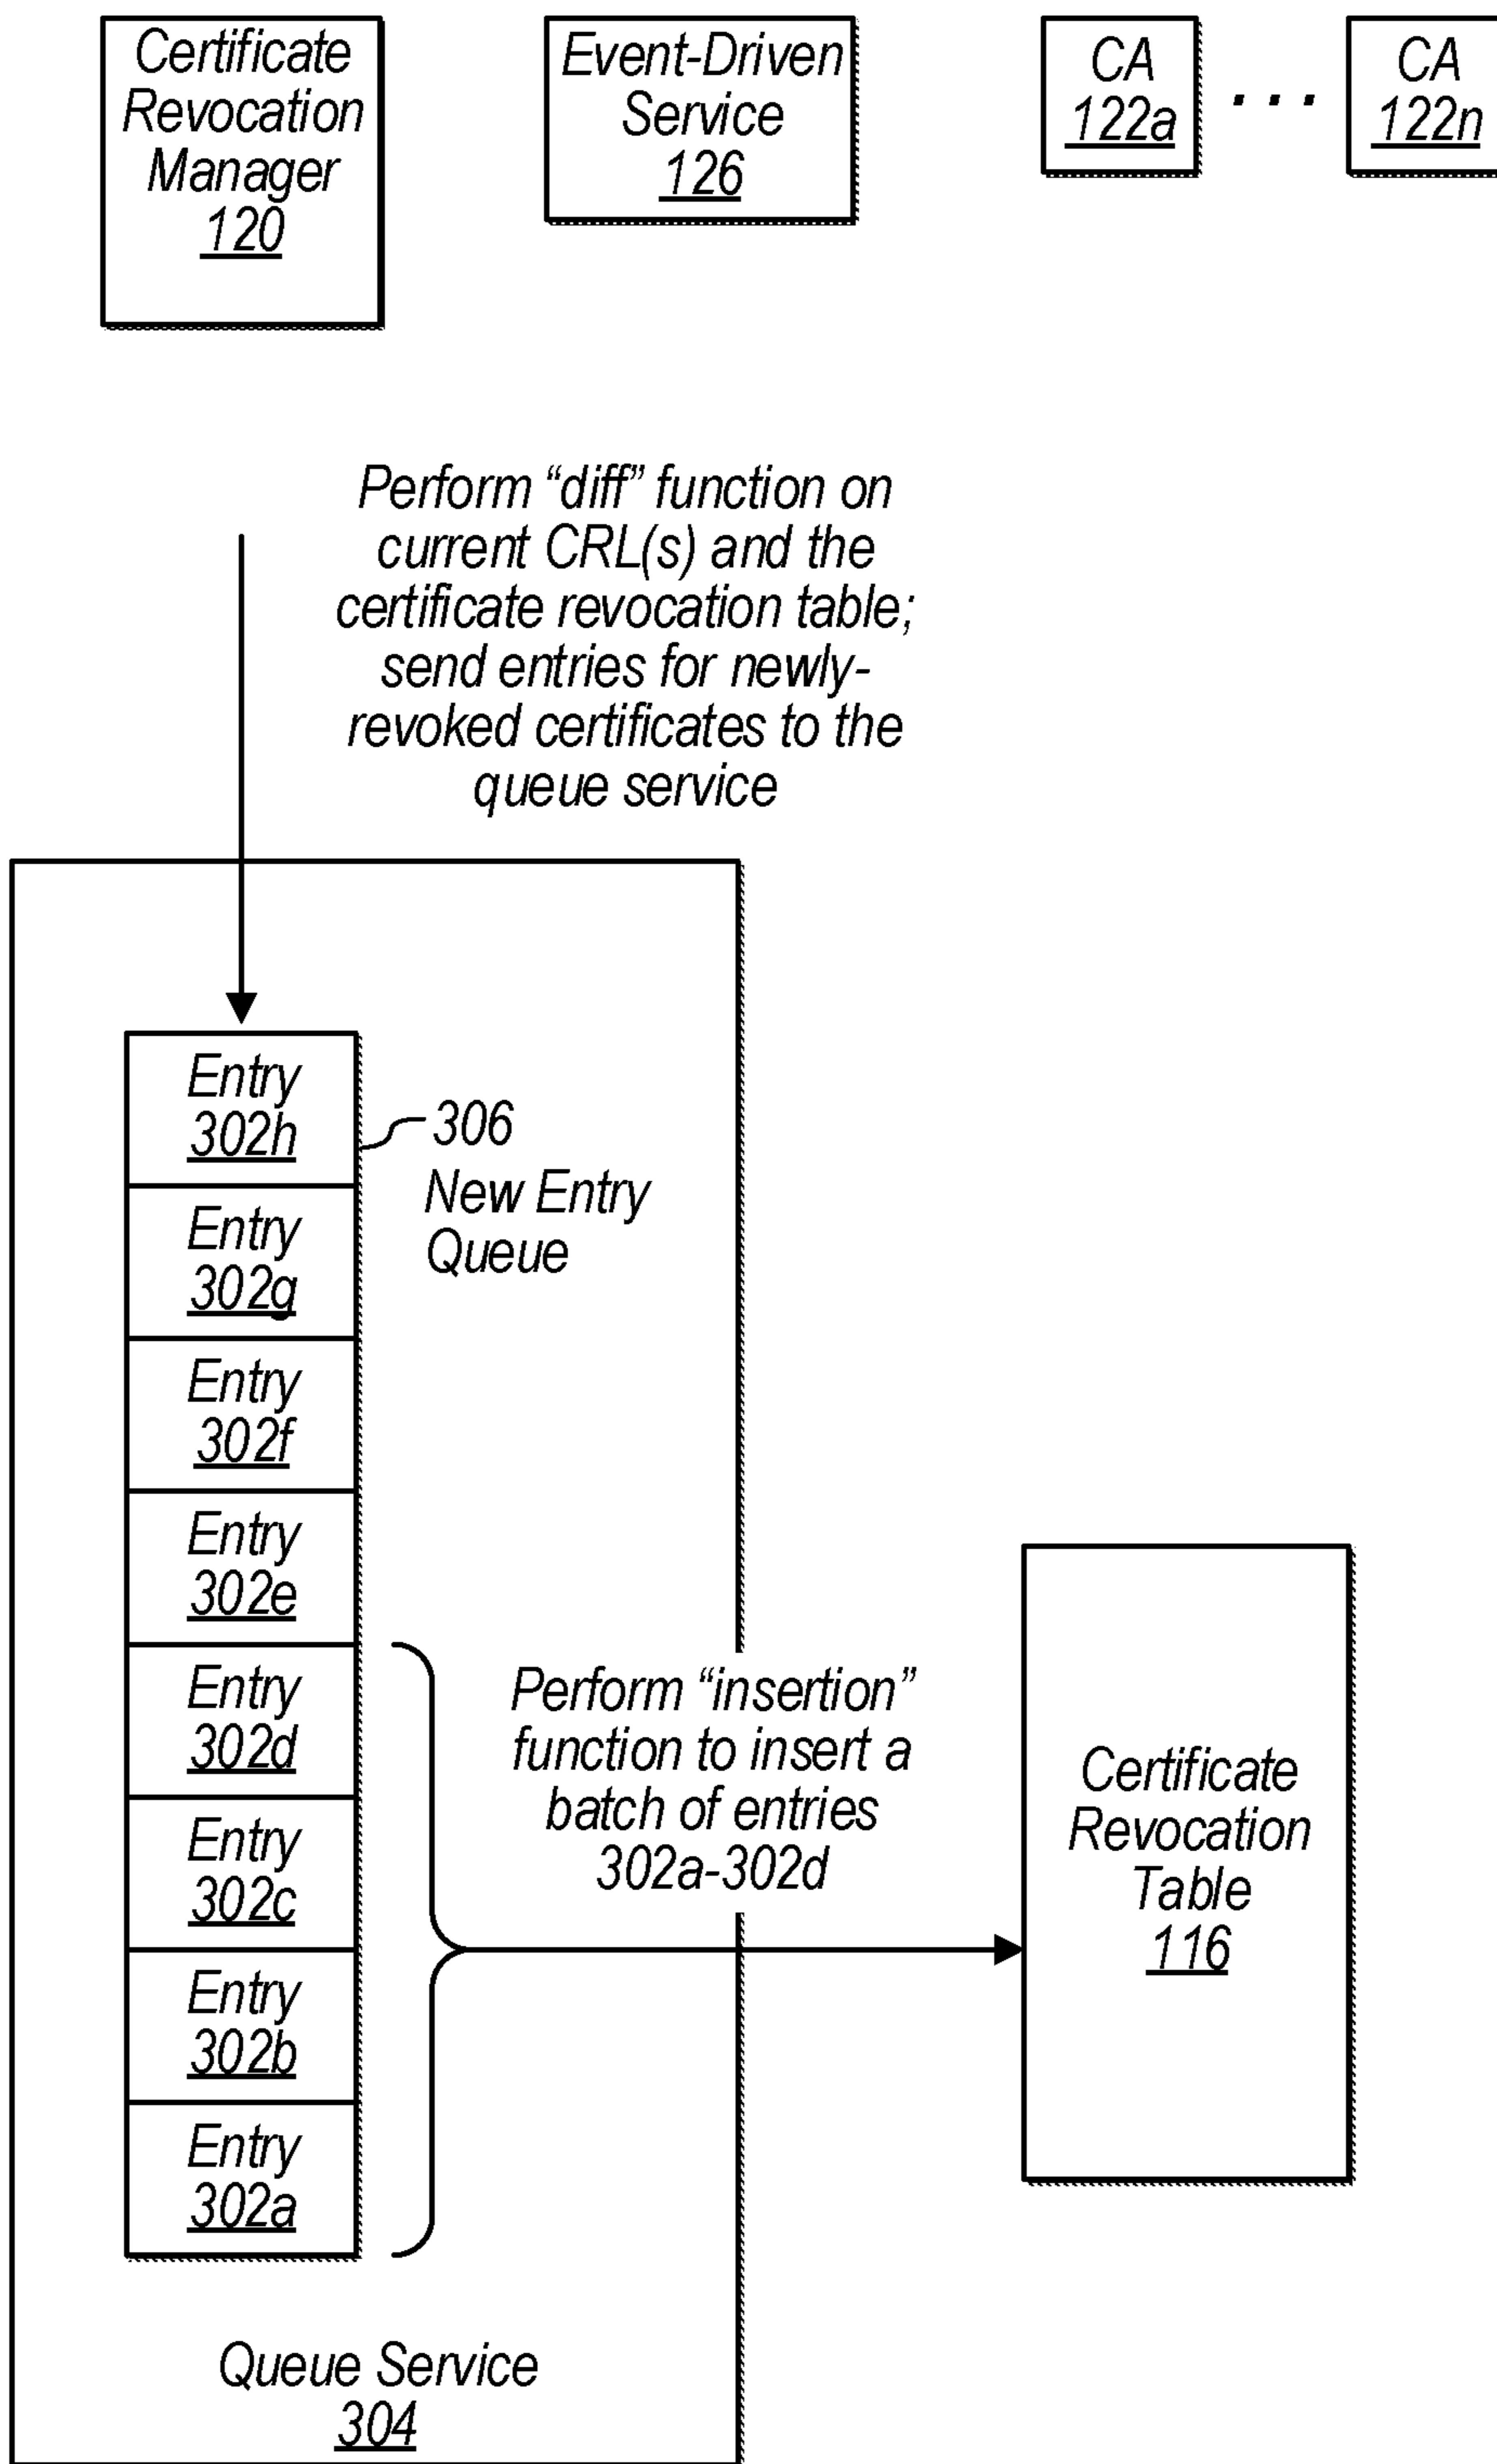 Certificate
Revocation
Manager
120
Event-Driven
Service
126
CA
122a
...
CA
122n
Perform “diff” function on
current CRL(s) and the
certificate revocation table;
send entries for newly-
revoked certificates to the
queue service
Entry
302h
306
New Entry
Queue
Entry
302g
Entry
302f
Entry
302e
Entry
302d
Entry
302c
Entry
302b
Entry
302a
Perform “insertion”
function to insert a
batch of entries
302a-302d
Certificate
Revocation
Table
116
Queue Service
304